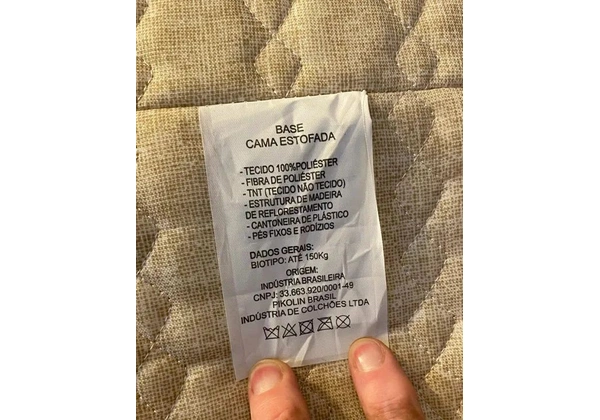 BASE
CAMA ESTOFADA
- TECIDO 100%POLIÉSTER
- FIBRA DE POLIÉSTER
- TNT (TECIDO NÃO TECIDO)
- ESTRUTURA DE MADEIRA
DE REFLORESTAMENTO
- CANTONEIRA DE PLÁSTICO
- PÉS FIXOS E RODÍZIOS
DADOS GERAIS:
BIOTIPO: ATÉ 150Kg
ORIGEM:
INDÚSTRIA BRASILEIRA
CNPJ: 33.663.920/0001-49
PIKOLIN BRASIL
INDÚSTRIA DE COLCHÕES LTDA